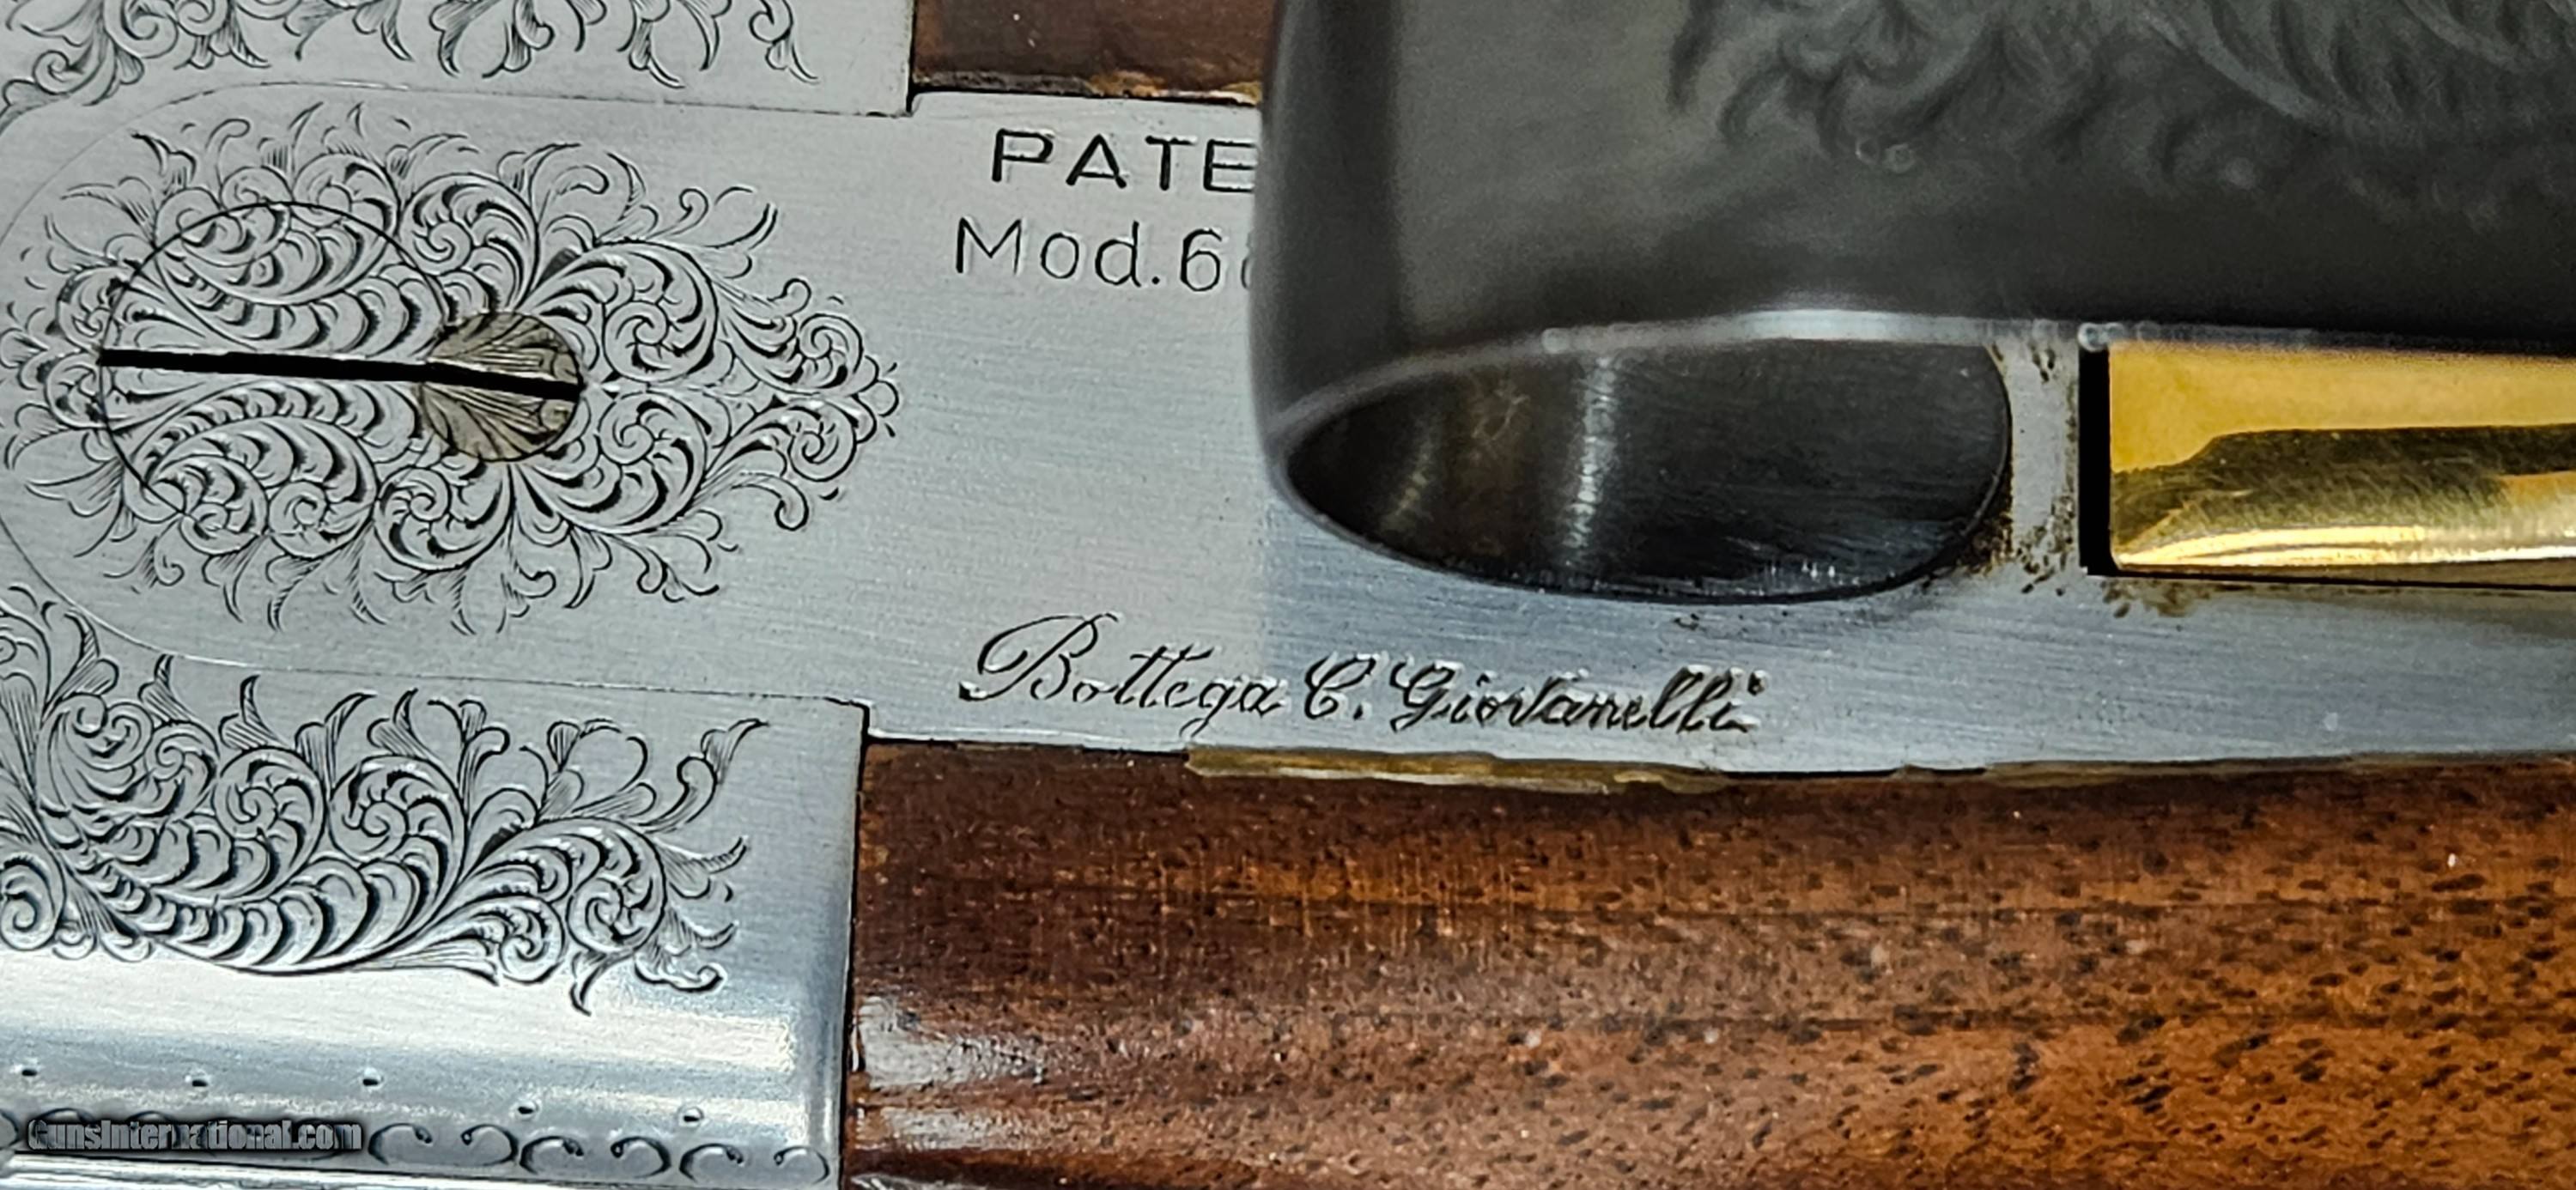 PATE
Mod.6
Bottega C. Giovanelli
GunsInternational.com